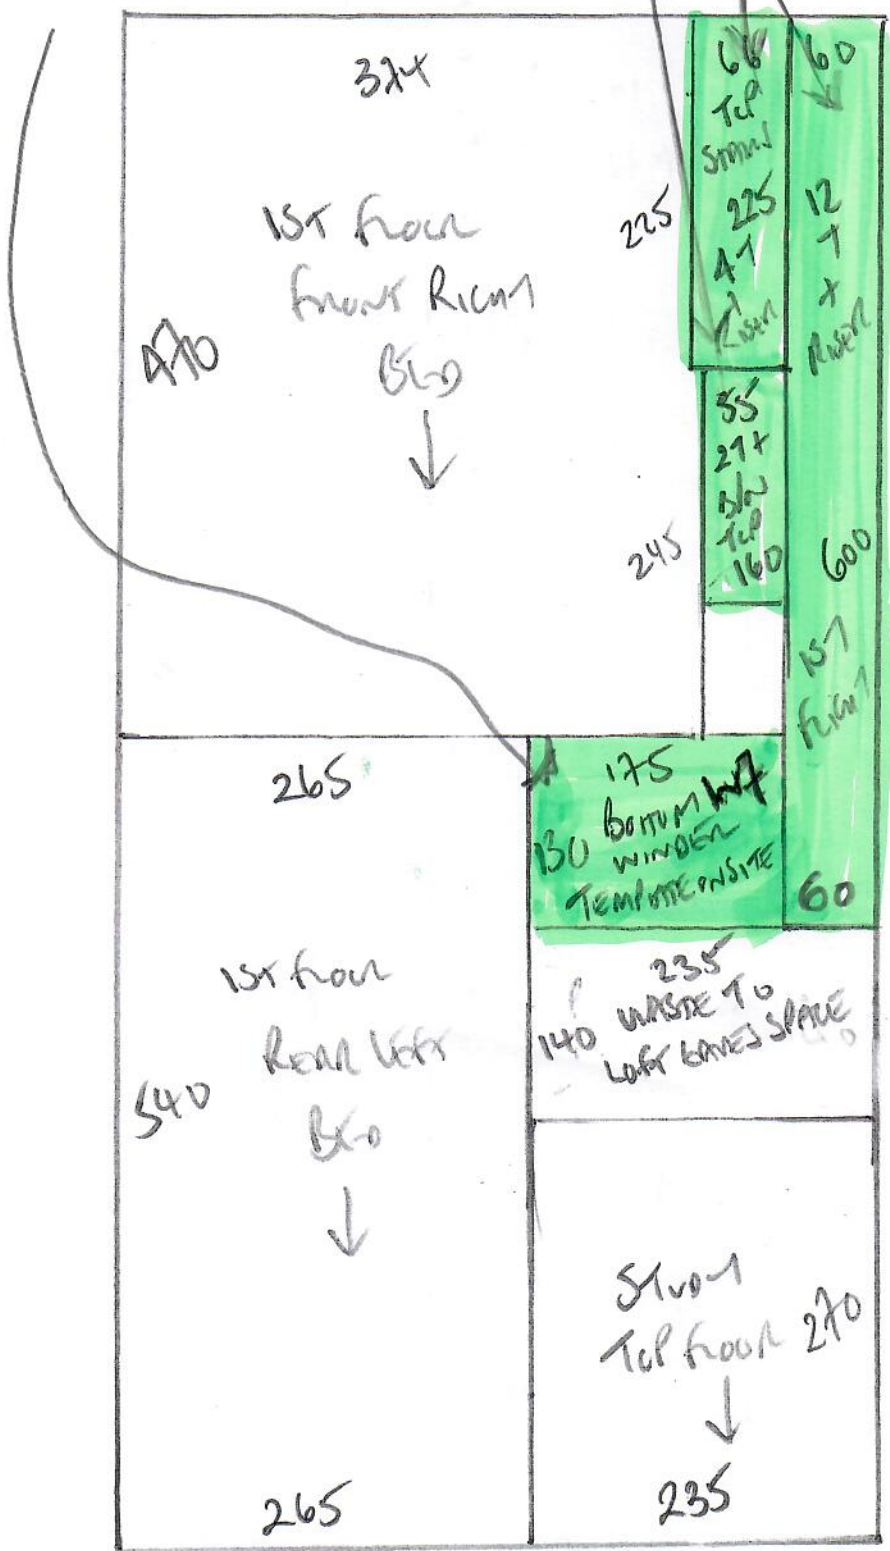 374
1ST FLOOR
FRONT RIGHT
BED
470
225
245
66
TOP
STAIRS
225
4T
RISER
60
12
T
X
RISER
600
1ST
FLIGHT
60
55
2T+
B/N
TOP
160
265
1ST FLOOR
REAR LEFT
BED
540
265
175
130 BOTTOM
WINDER
TEMPLATE ONSITE
235
140 WASTE TO
LOFT EAVES SPACE
STUDY
TOP FLOOR
270
235